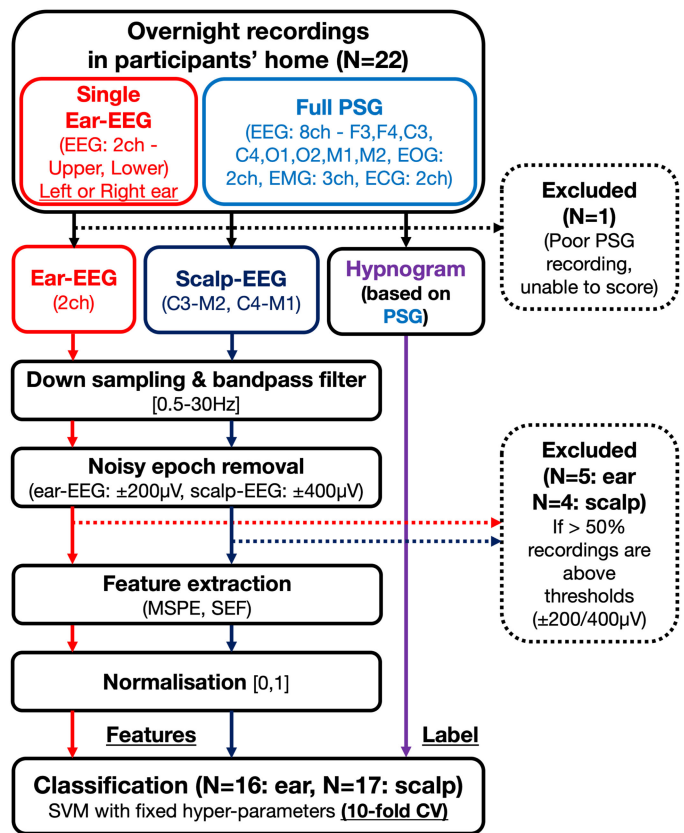 Overnight recordings
in participants' home (N=22)
Single
Ear-EEG
(EEG: 2ch -
Upper, Lower)
Left or Right ear
Full PSG
(EEG: 8ch - F3,F4,C3,
C4,O1,O2,M1,M2, EOG:
2ch, EMG: 3ch, ECG: 2ch)
Excluded
(N=1)
(Poor PSG
recording,
unable to score)
Ear-EEG
(2ch)
Scalp-EEG
(C3-M2, C4-M1)
Hypnogram
(based on
PSG)
Down sampling & bandpass filter
[0.5-30Hz]
Noisy epoch removal
(ear-EEG: ±200µV, scalp-EEG: ±400µV)
Excluded
(N=5: ear
N=4: scalp)
If > 50%
recordings are
above
thresholds
(±200/400µV)
Feature extraction
(MSPE, SEF)
Normalisation [0,1]
Features
Label
Classification (N=16: ear, N=17: scalp)
SVM with fixed hyper-parameters (10-fold CV)